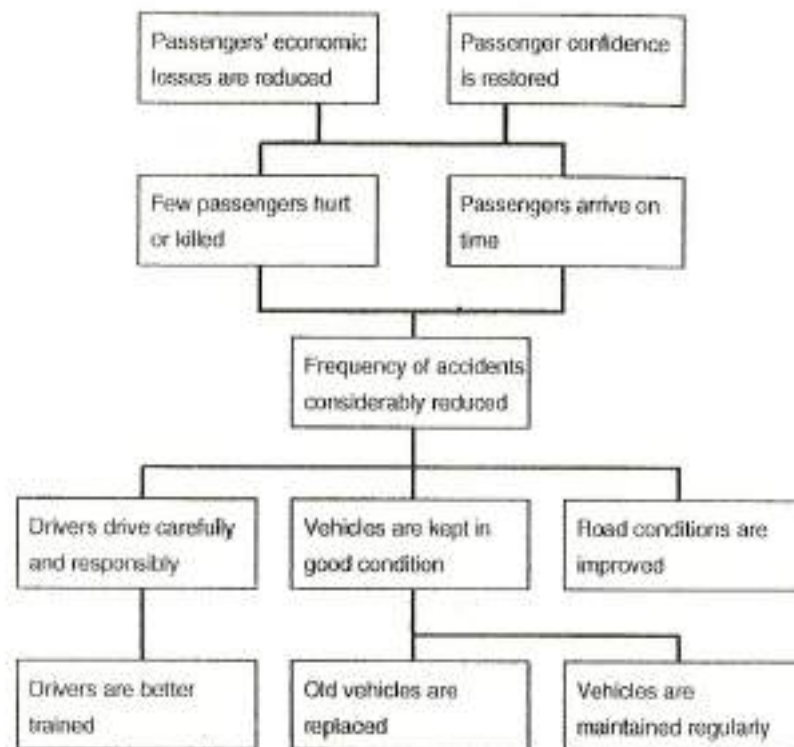 Passengers' economic
losses are reduced
Passenger confidence
is restored
Few passengers hurt
or killed
Passengers arrive on
time
Frequency of accidents
considerably reduced
Drivers drive carefully
and responsibly
Vehicles are kept in
good condition
Road conditions are
improved
Drivers are better
trained
Old vehicles are
replaced
Vehicles are
maintained regularly